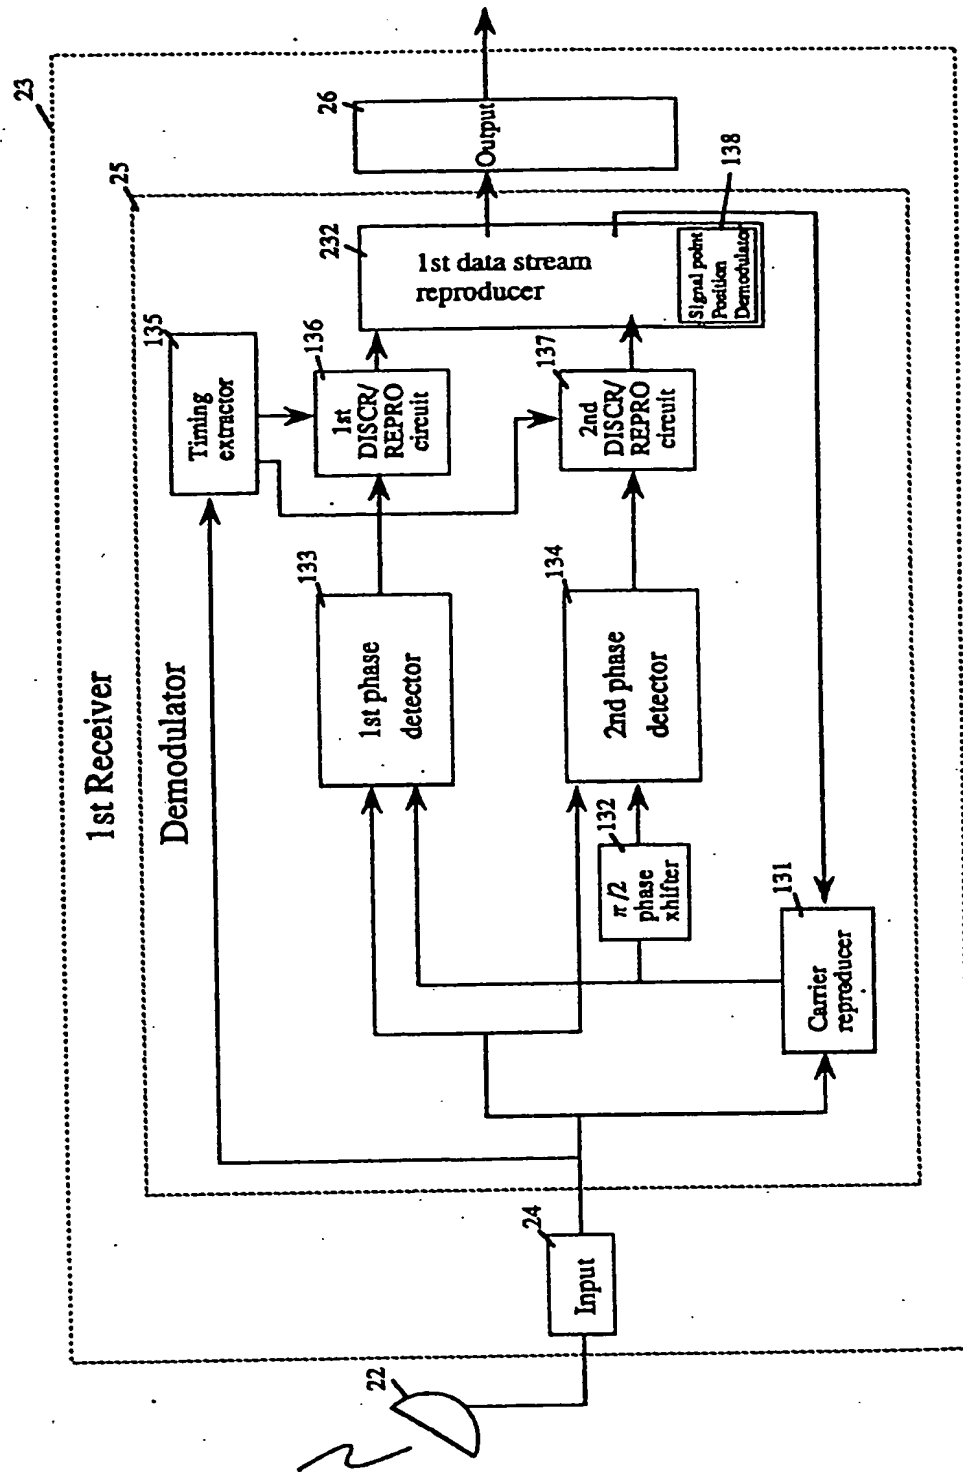 23
1st Receiver
25
Demodulator
22
24
Input
135
Timing
extractor
133
1st phase
detector
136
1st
DISCR/
REPRO
circuit
134
2nd phase
detector
137
2nd
DISCR/
REPRO
circuit
132
π/2
phase
xhifter
131
Carrier
reproducer
232
1st data stream
reproducer
138
Signal point
Position
Demodulator
26
Output